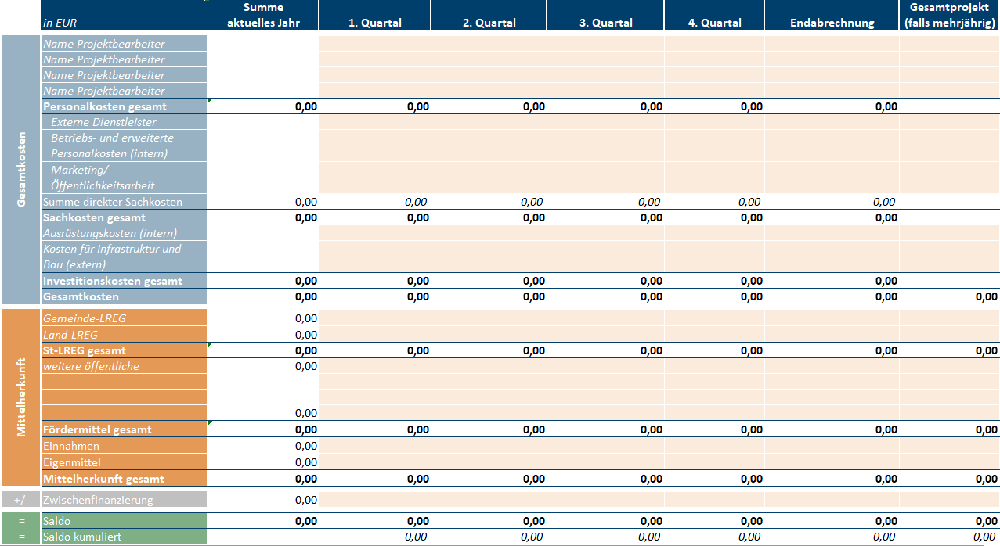 in EUR Summe aktuelles Jahr 1. Quartal 2. Quartal 3. Quartal 4. Quartal Endabrechnung Gesamtprojekt (falls mehrjährig)
Gesamtkosten
Name Projektbearbeiter
Name Projektbearbeiter
Name Projektbearbeiter
Name Projektbearbeiter
Personalkosten gesamt 0,00 0,00 0,00 0,00 0,00 0,00
Externe Dienstleister
Betriebs- und erweiterte
Personalkosten (intern)
Marketing/
Öffentlichkeitsarbeit
Summe direkter Sachkosten 0,00 0,00 0,00 0,00 0,00 0,00
Sachkosten gesamt 0,00 0,00 0,00 0,00 0,00 0,00
Ausrüstungskosten (intern)
Kosten für Infrastruktur und
Bau (extern)
Investitionskosten gesamt 0,00 0,00 0,00 0,00 0,00 0,00
Gesamtkosten 0,00 0,00 0,00 0,00 0,00 0,00 0,00
Mittelherkunft
Gemeinde-LREG 0,00
Land-LREG 0,00
St-LREG gesamt 0,00 0,00 0,00 0,00 0,00 0,00 0,00
weitere öffentliche 0,00
0,00
Fördermittel gesamt 0,00 0,00 0,00 0,00 0,00 0,00 0,00
Einnahmen 0,00
Eigenmittel 0,00
Mittelherkunft gesamt 0,00 0,00 0,00 0,00 0,00 0,00 0,00
+/- Zwischenfinanzierung 0,00
= Saldo 0,00 0,00 0,00 0,00 0,00 0,00 0,00
= Saldo kumuliert 0,00 0,00 0,00 0,00 0,00 0,00